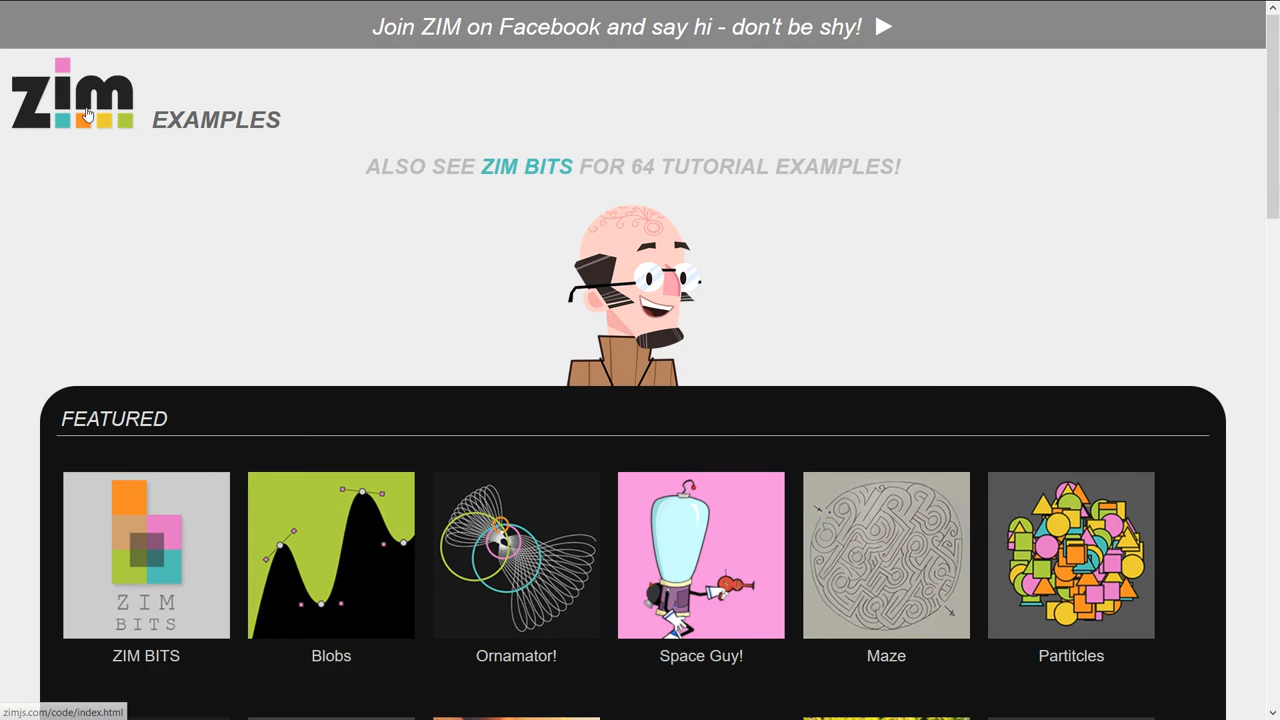 Join ZIM on Facebook and say hi - don't be shy! ▶
zim EXAMPLES
ALSO SEE ZIM BITS FOR 64 TUTORIAL EXAMPLES!
FEATURED
ZIM
BITS
ZIM BITS
Blobs
Ornamator!
Space Guy!
Maze
Partitcles
zimjs.com/code/index.html